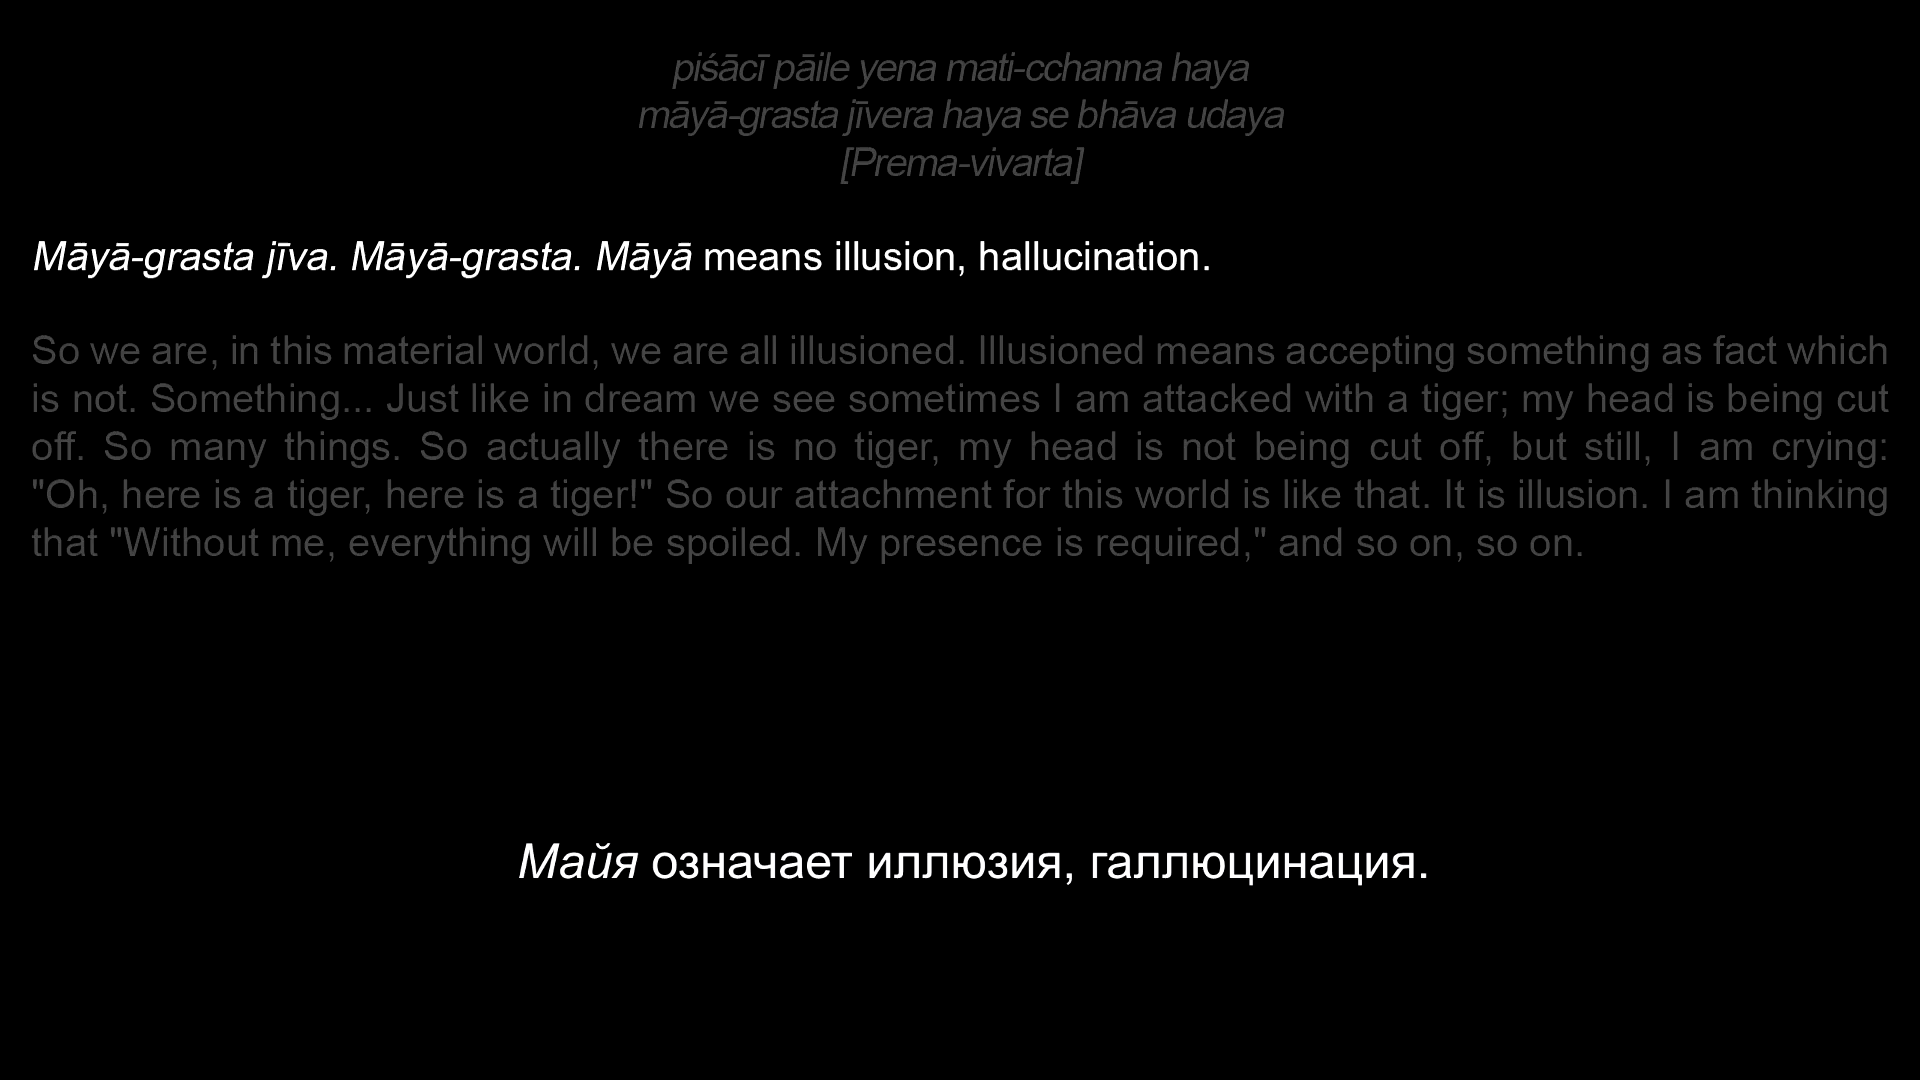 piśācī pāile yena mati-cchanna haya
māyā-grasta jīvera haya se bhāva udaya
[Prema-vivarta]
Māyā-grasta jīva. Māyā-grasta. Māyā means illusion, hallucination.
So we are, in this material world, we are all illusioned. Illusioned means accepting something as fact which
is not. Something... Just like in dream we see sometimes I am attacked with a tiger; my head is being cut
off. So many things. So actually there is no tiger, my head is not being cut off, but still, I am crying:
"Oh, here is a tiger, here is a tiger!" So our attachment for this world is like that. It is illusion. I am thinking
that "Without me, everything will be spoiled. My presence is required," and so on, so on.
Майя означает иллюзия, галлюцинация.